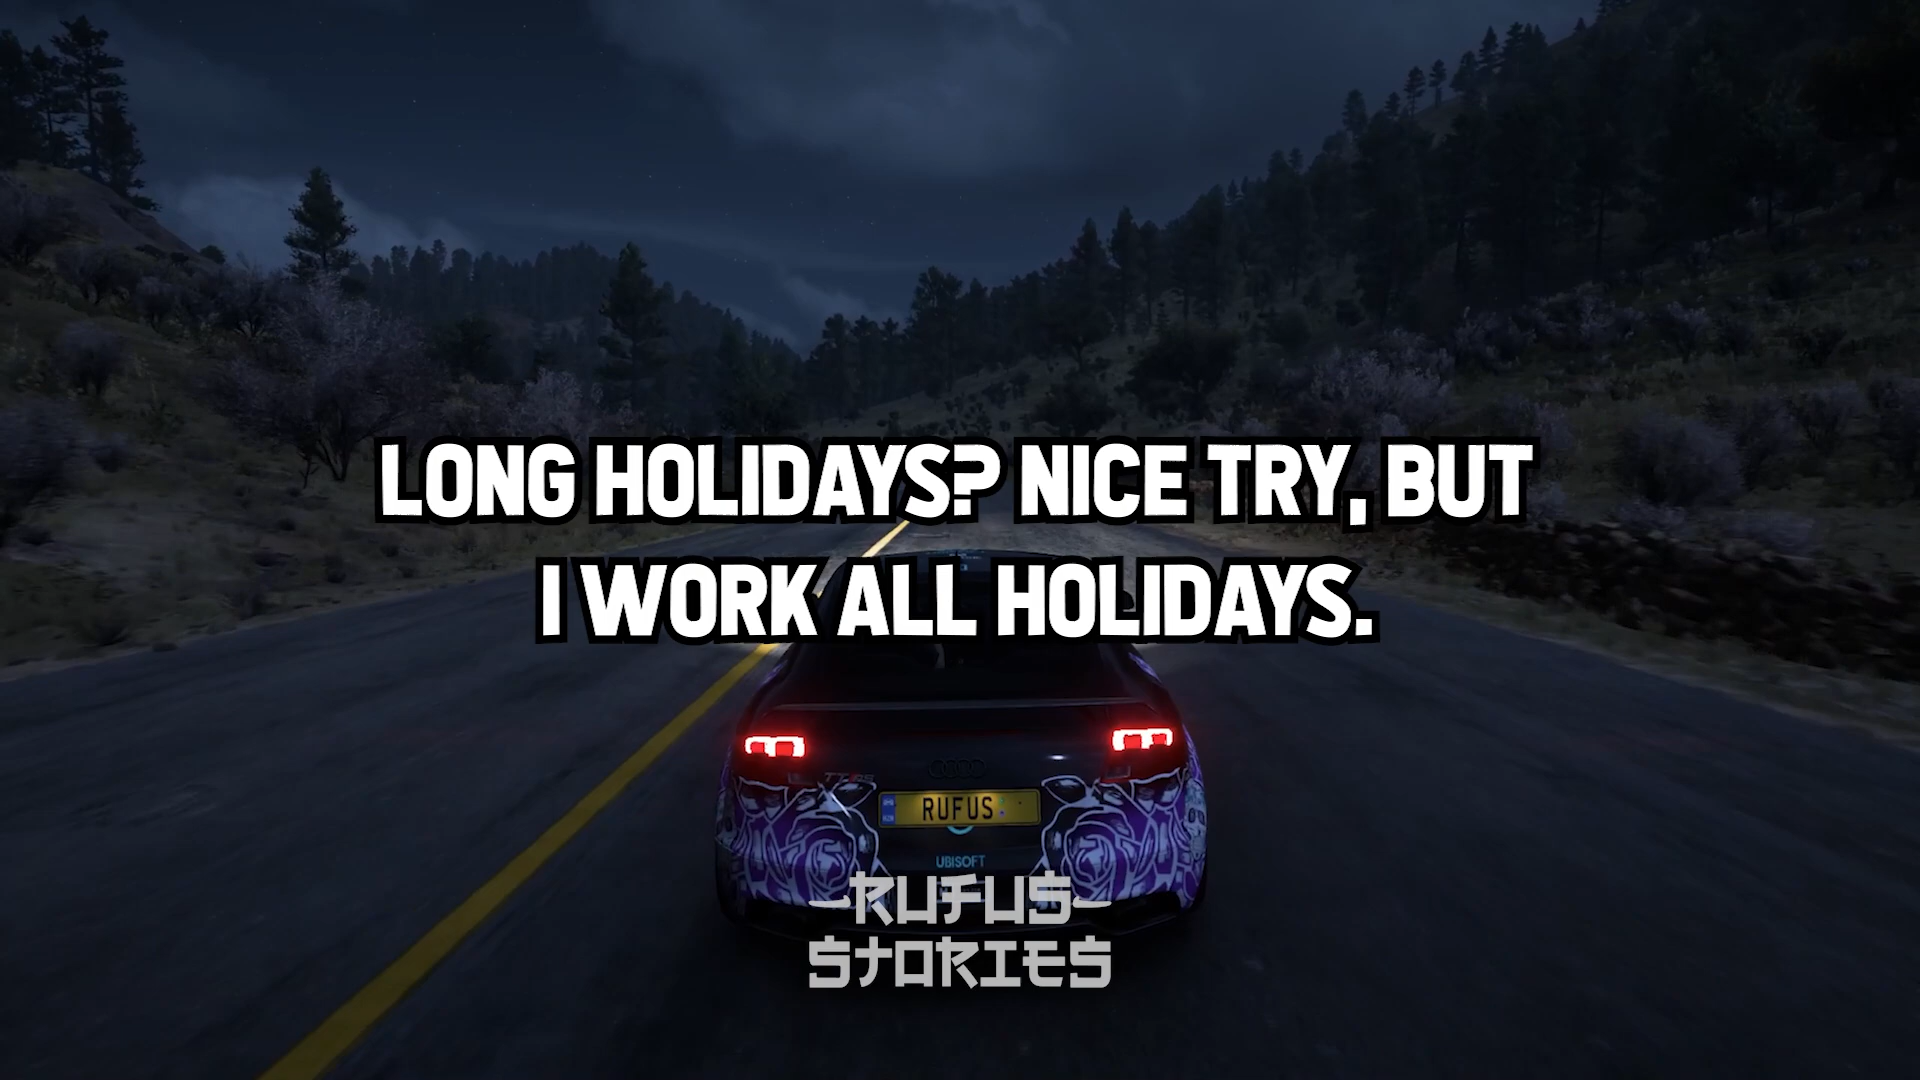 LONG HOLIDAYS? NICE TRY, BUT
I WORK ALL HOLIDAYS.
RUFUS
UBISOFT
RUFUS
STORIES